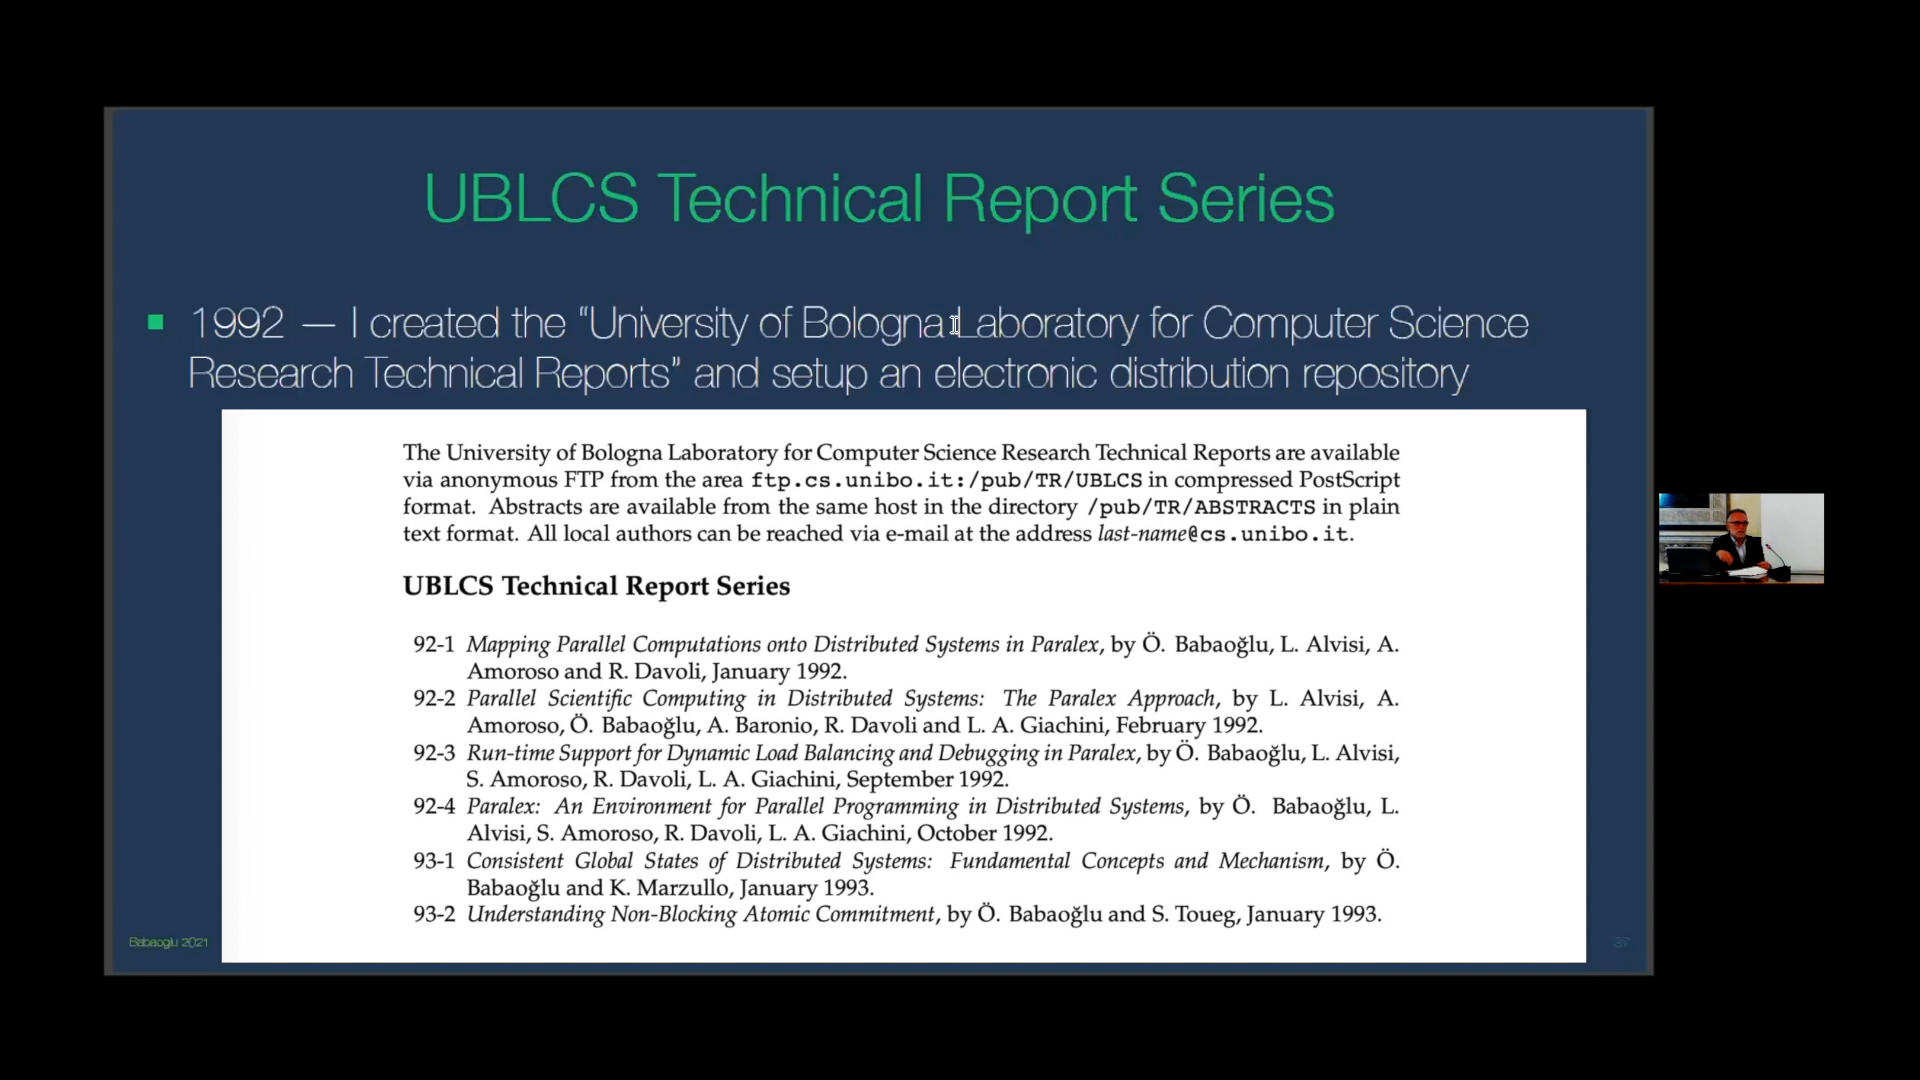 UBLCS Technical Report Series
1992 — I created the “University of Bologna Laboratory for Computer Science
Research Technical Reports” and setup an electronic distribution repository
The University of Bologna Laboratory for Computer Science Research Technical Reports are available
via anonymous FTP from the area ftp.cs.unibo.it:/pub/TR/UBLCS in compressed PostScript
format. Abstracts are available from the same host in the directory /pub/TR/ABSTRACTS in plain
text format. All local authors can be reached via e-mail at the address last-name@cs.unibo.it.
UBLCS Technical Report Series
92-1 Mapping Parallel Computations onto Distributed Systems in Paralex, by Ö. Babaoğlu, L. Alvisi, A.
Amoroso and R. Davoli, January 1992.
92-2 Parallel Scientific Computing in Distributed Systems: The Paralex Approach, by L. Alvisi, A.
Amoroso, Ö. Babaoğlu, A. Baronio, R. Davoli and L. A. Giachini, February 1992.
92-3 Run-time Support for Dynamic Load Balancing and Debugging in Paralex, by Ö. Babaoğlu, L. Alvisi,
S. Amoroso, R. Davoli, L. A. Giachini, September 1992.
92-4 Paralex: An Environment for Parallel Programming in Distributed Systems, by Ö. Babaoğlu, L.
Alvisi, S. Amoroso, R. Davoli, L. A. Giachini, October 1992.
93-1 Consistent Global States of Distributed Systems: Fundamental Concepts and Mechanism, by Ö.
Babaoğlu and K. Marzullo, January 1993.
93-2 Understanding Non-Blocking Atomic Commitment, by Ö. Babaoğlu and S. Toueg, January 1993.
Babaoglu 2021
37